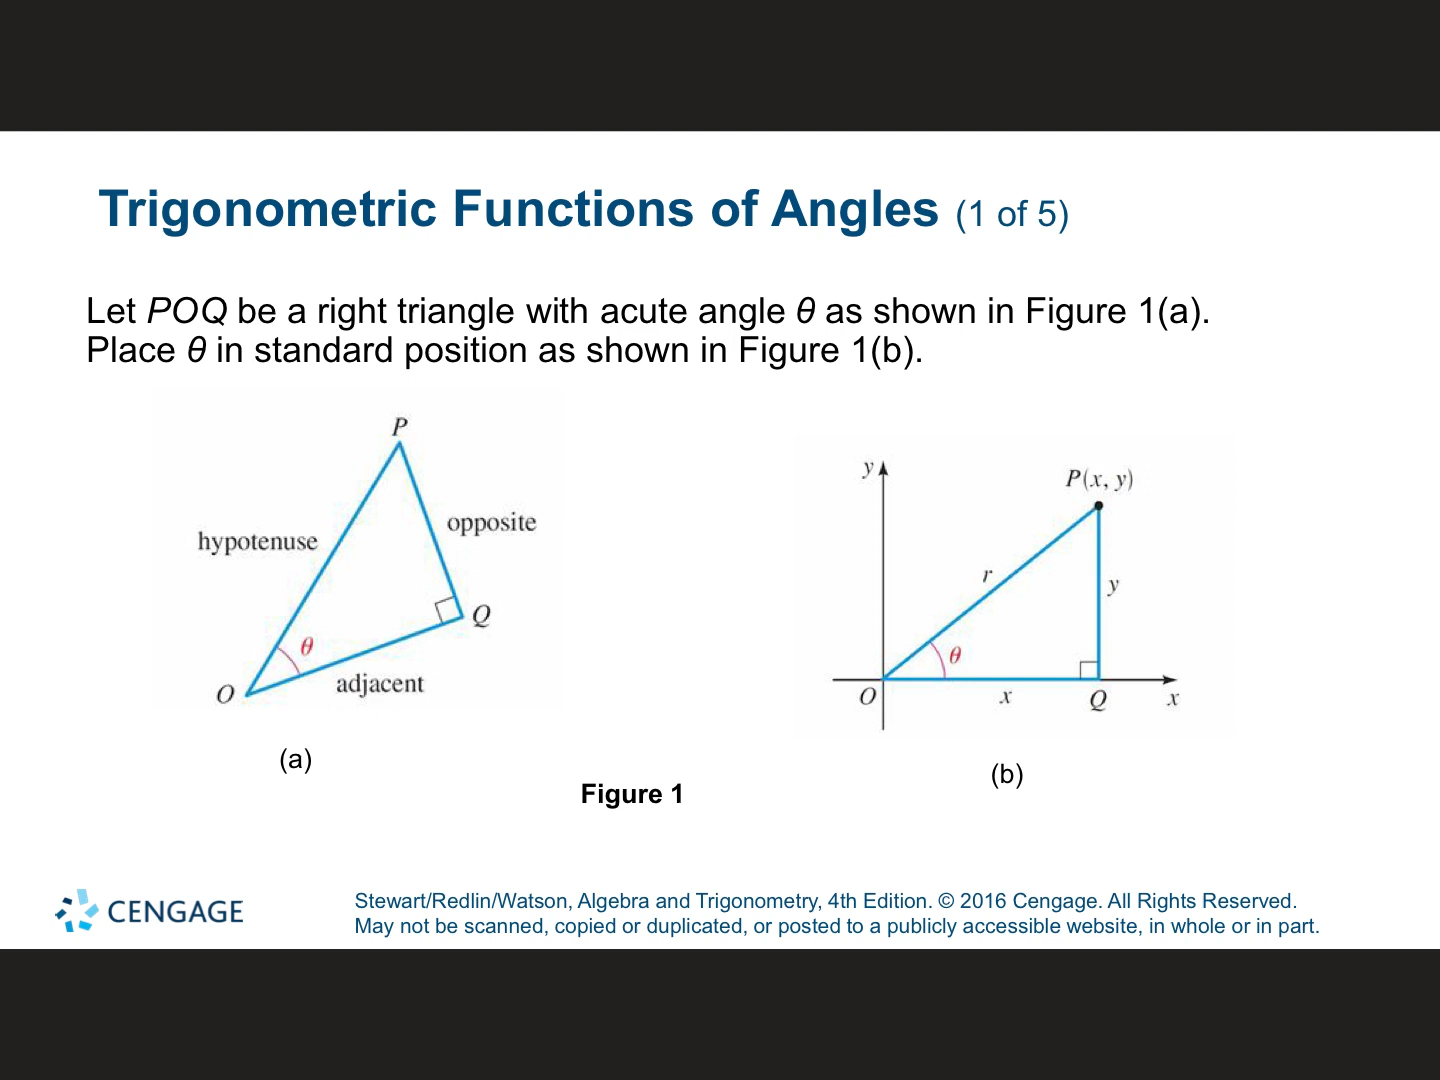 Trigonometric Functions of Angles (1 of 5)
Let POQ be a right triangle with acute angle θ as shown in Figure 1(a).
Place θ in standard position as shown in Figure 1(b).
P
hypotenuse
opposite
Q
θ
O
adjacent
(a)
y
P(x, y)
r
y
θ
O
x
Q
x
(b)
Figure 1
CENGAGE
Stewart/Redlin/Watson, Algebra and Trigonometry, 4th Edition. © 2016 Cengage. All Rights Reserved.
May not be scanned, copied or duplicated, or posted to a publicly accessible website, in whole or in part.